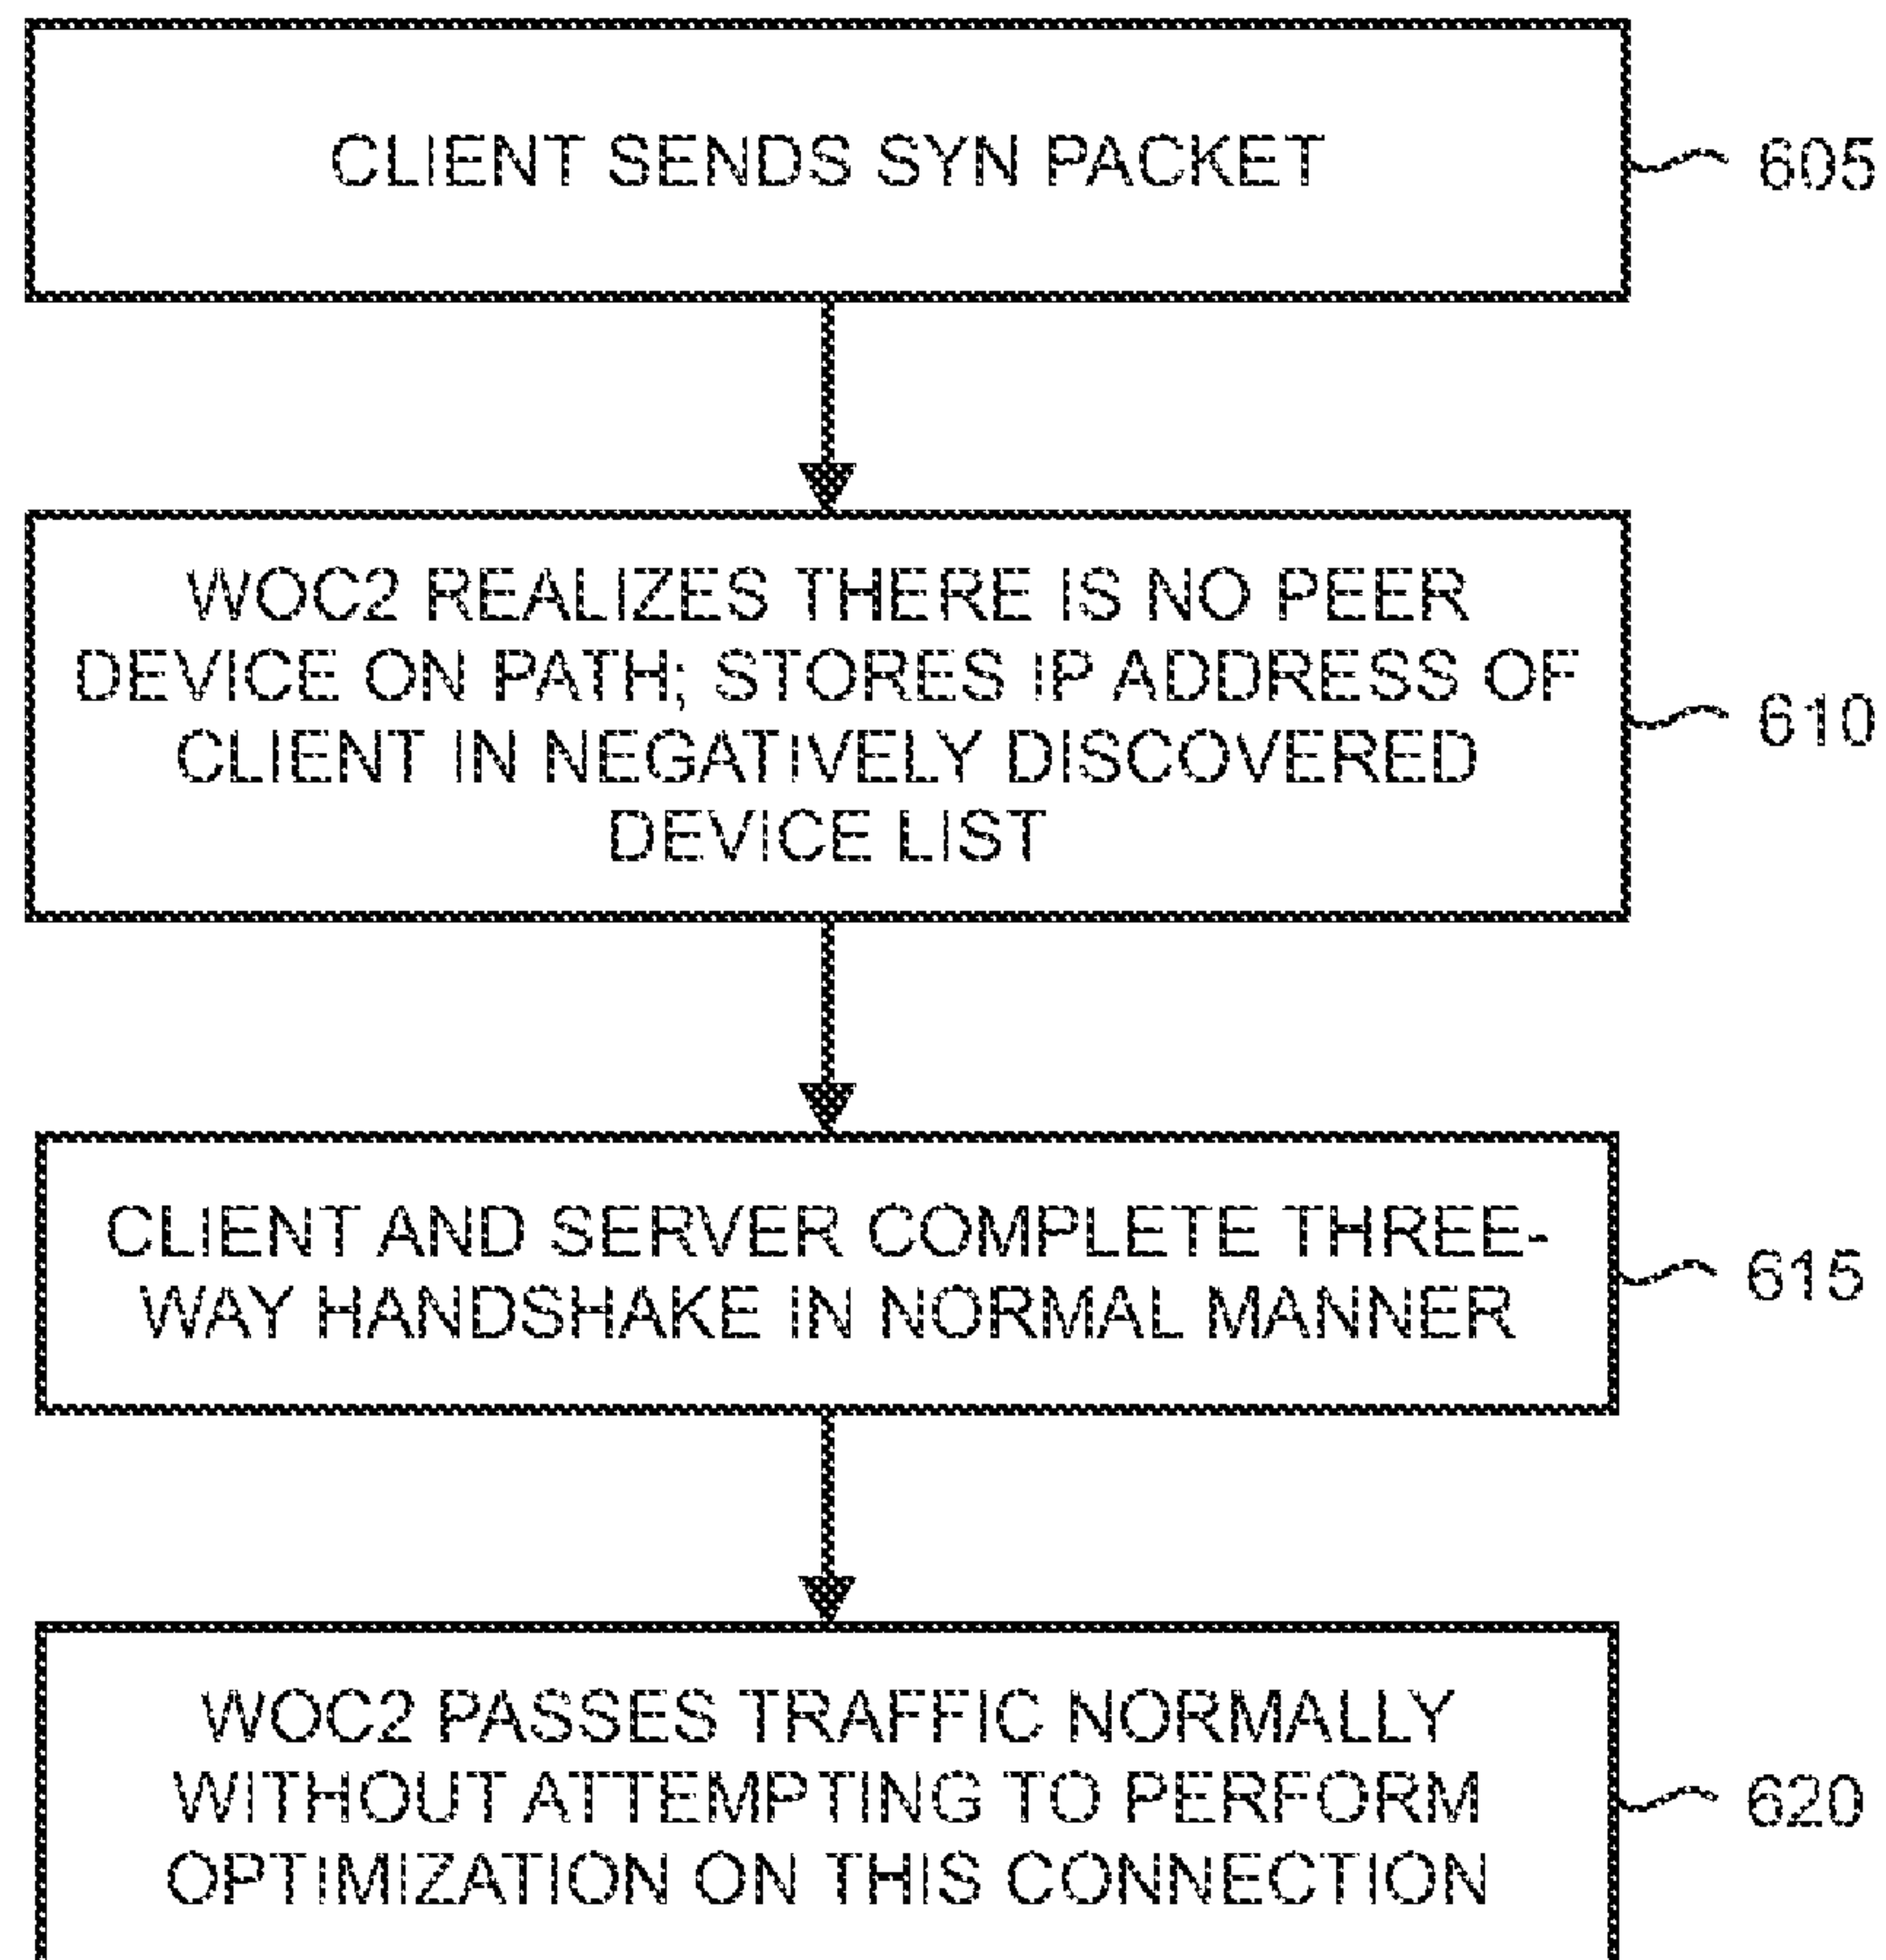 CLIENT SENDS SYN PACKET
605
WOC2 REALIZES THERE IS NO PEER
DEVICE ON PATH; STORES IP ADDRESS OF
CLIENT IN NEGATIVELY DISCOVERED
DEVICE LIST
610
CLIENT AND SERVER COMPLETE THREE-
WAY HANDSHAKE IN NORMAL MANNER
615
WOC2 PASSES TRAFFIC NORMALLY
WITHOUT ATTEMPTING TO PERFORM
OPTIMIZATION ON THIS CONNECTION
620